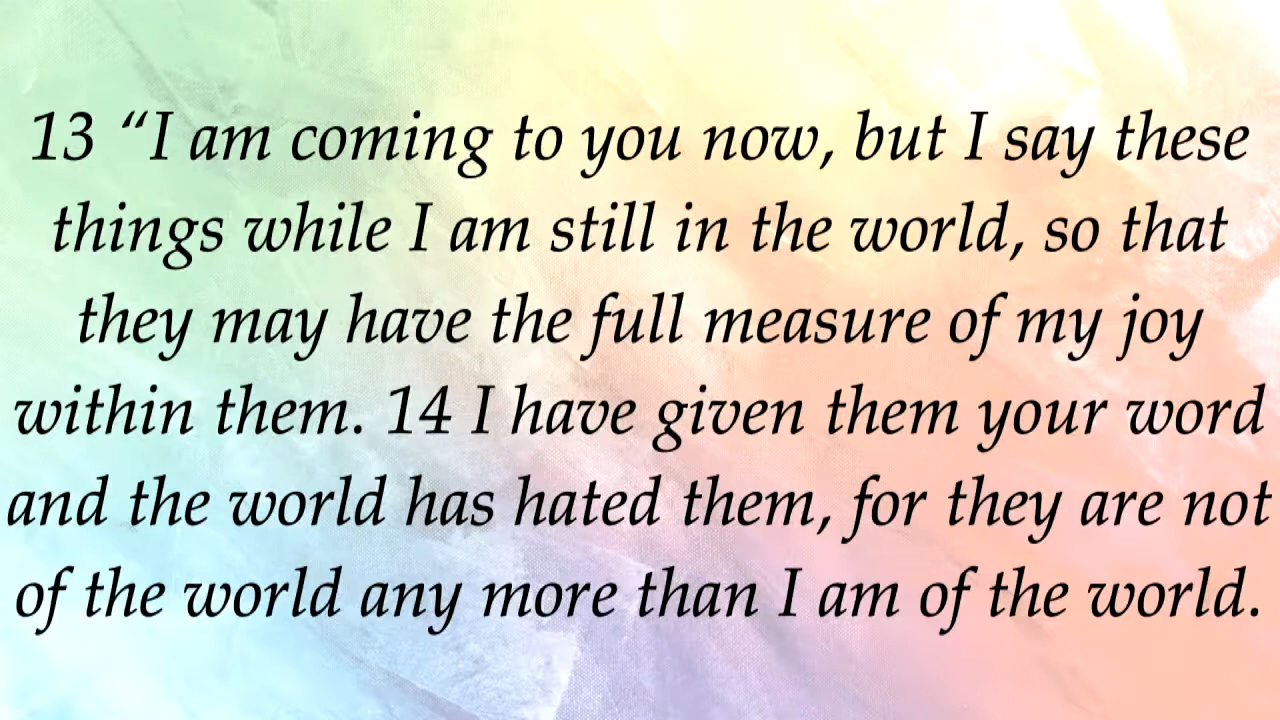 13 “I am coming to you now, but I say these
things while I am still in the world, so that
they may have the full measure of my joy
within them. 14 I have given them your word
and the world has hated them, for they are not
of the world any more than I am of the world.